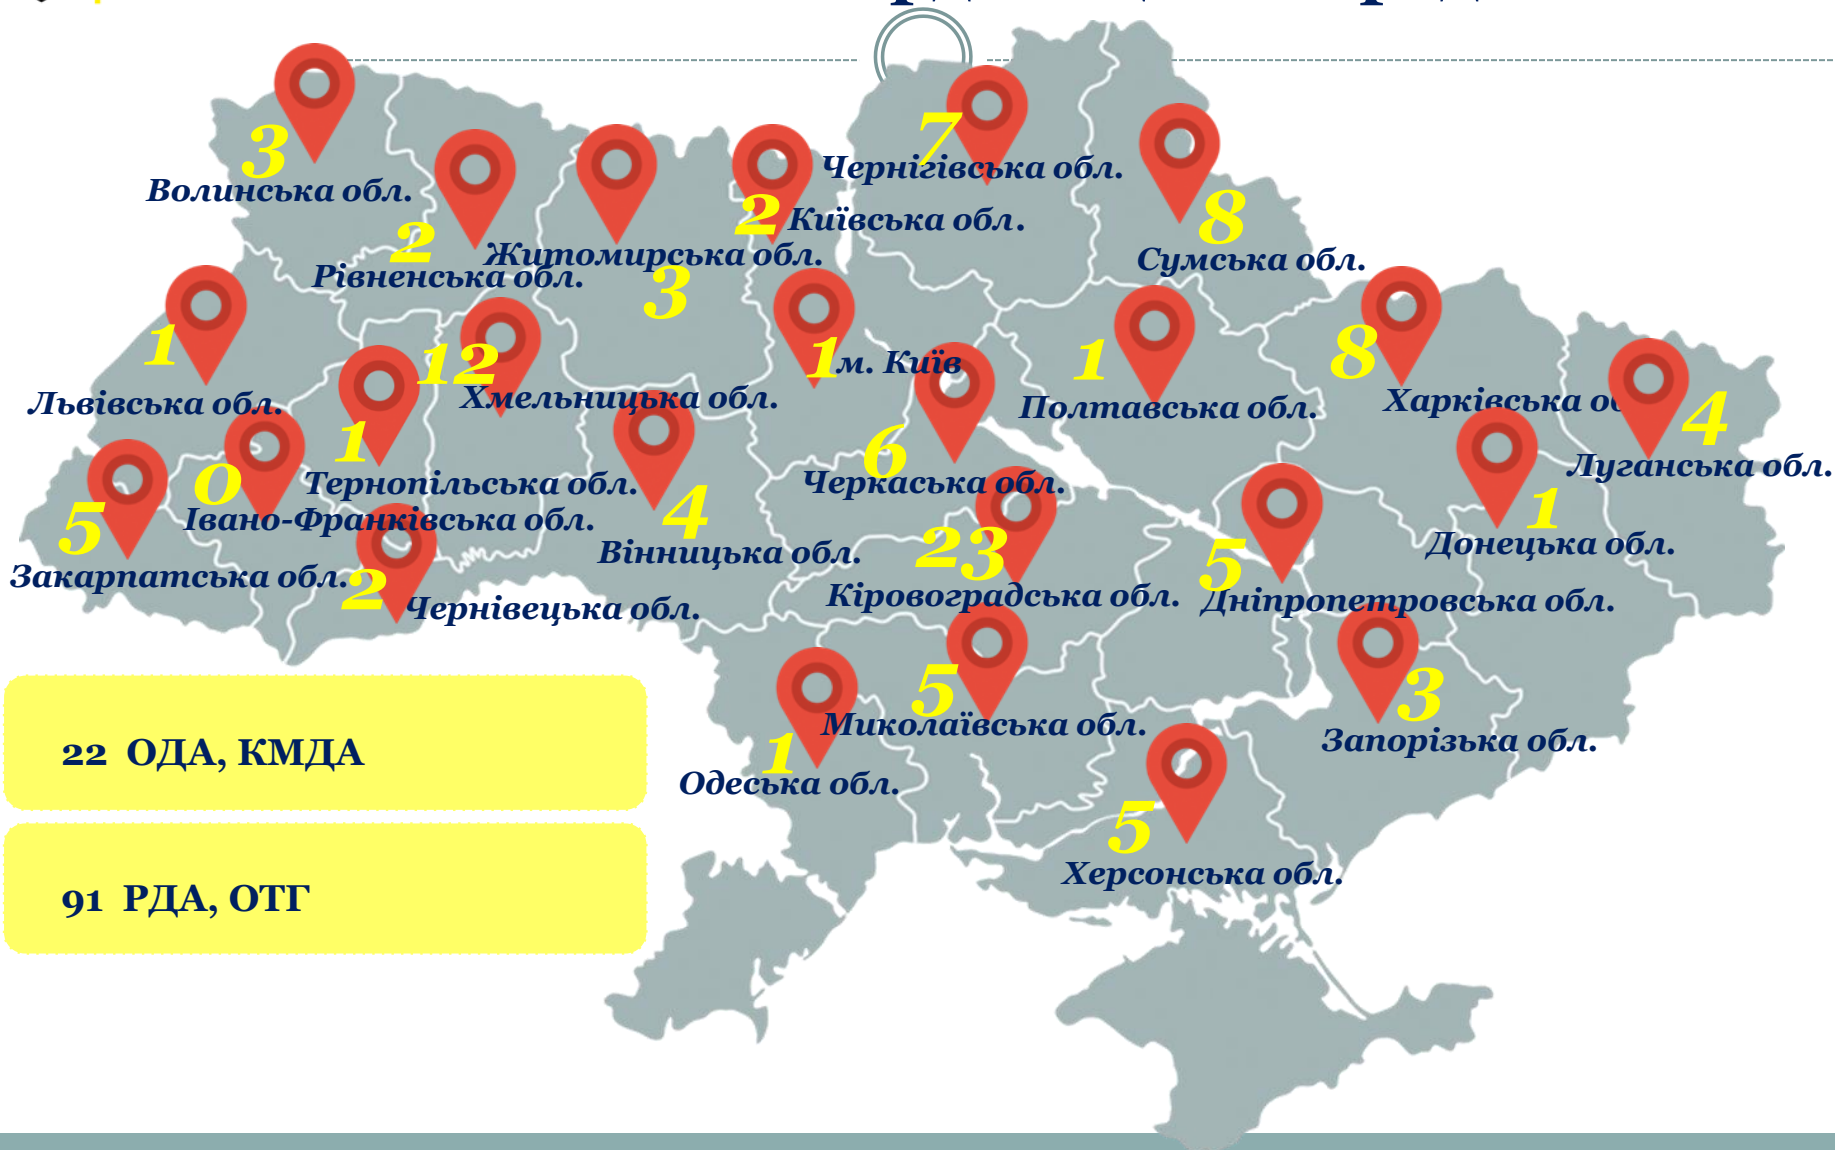 7
Чернігівська обл.
3
Волинська обл.
2
Київська обл.
8
Сумська обл.
2
Рівненська обл.
Житомирська обл.
3
1
Львівська обл.
12
Хмельницька обл.
1 м. Київ
1
Полтавська обл.
8
Харківська об
4
Луганська обл.
1
Тернопільська обл.
0
Івано-Франківська обл.
5
Закарпатська обл.
2
Чернівецька обл.
4
Вінницька обл.
6
Черкаська обл.
23
Кіровоградська обл.
5
Дніпропетровська обл.
1
Донецька обл.
5
Миколаївська обл.
3
Запорізька обл.
1
Одеська обл.
5
Херсонська обл.
22 ОДА, КМДА
91 РДА, ОТГ